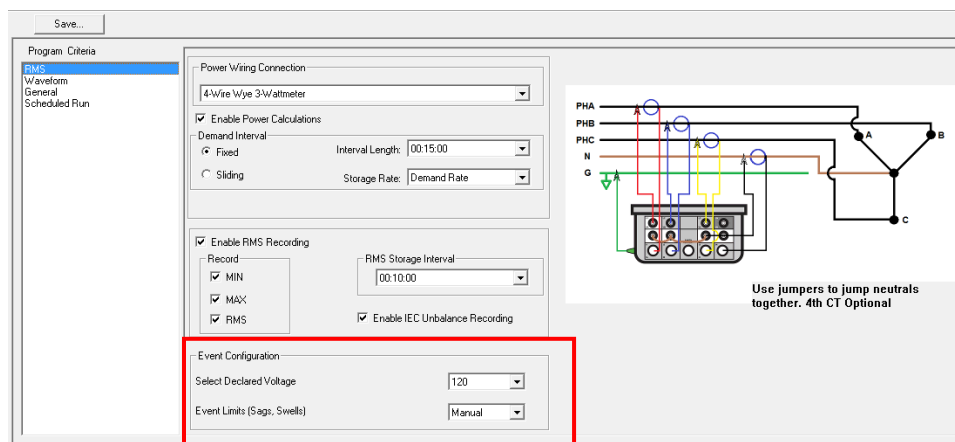 Save...
Program Criteria
RMS
Waveform
General
Scheduled Run
Power Wiring Connection
4-Wire Wye 3-Wattmeter
Enable Power Calculations
Demand Interval
Fixed
Interval Length: 00:15:00
Sliding
Storage Rate: Demand Rate
Enable RMS Recording
Record
MIN
MAX
RMS
RMS Storage Interval
00:10:00
Enable IEC Unbalance Recording
Event Configuration
Select Declared Voltage 120
Event Limits (Sags, Swells) Manual
PHA
PHB
PHC
N
G
A
B
C
Use jumpers to jump neutrals
together. 4th CT Optional